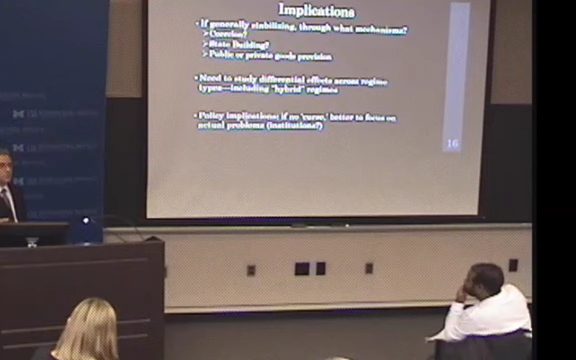 Implications
• If generally stabilizing, through what mechanisms?
➢Coercion?
➢State Building?
➢Public or private goods provision
• Need to study differential effects across regime
types—including "hybrid" regimes
• Policy implications: if no 'curse,' better to focus on
actual problems (institutions?)
16